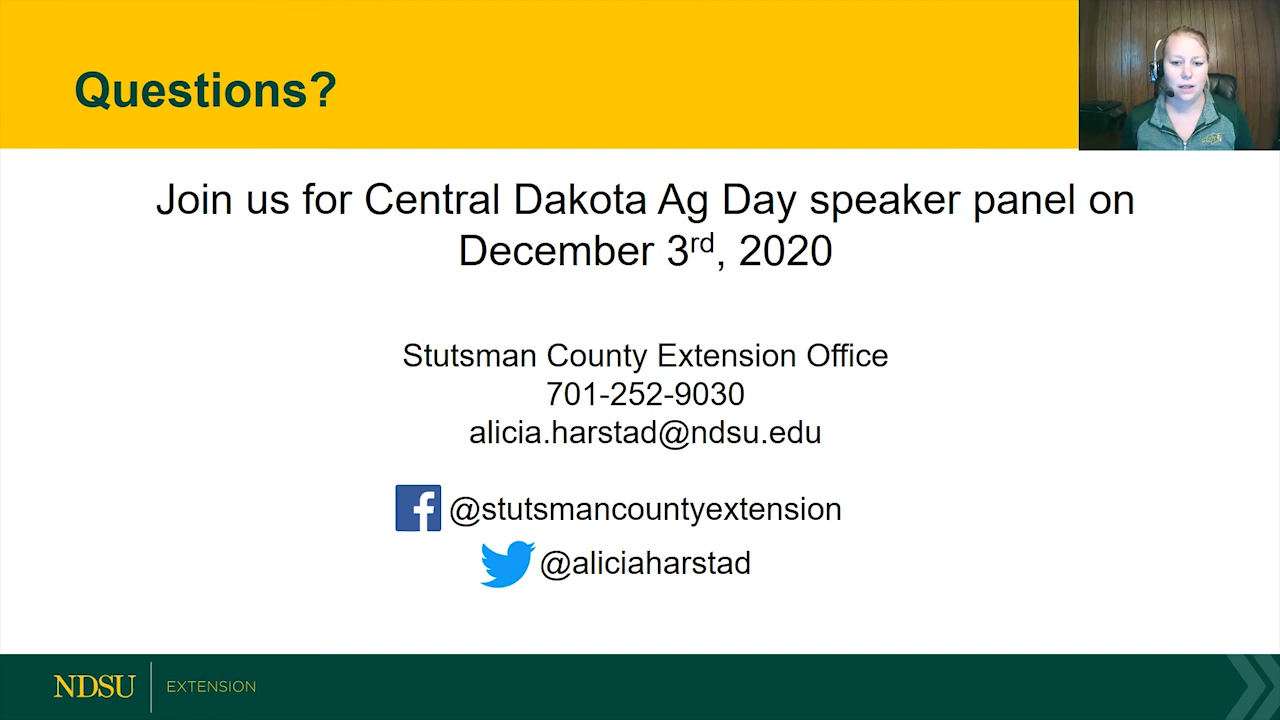 Questions?
Join us for Central Dakota Ag Day speaker panel on
December 3rd, 2020
Stutsman County Extension Office
701-252-9030
alicia.harstad@ndsu.edu
@stutsmancountyextension
@aliciaharstad
NDSU EXTENSION